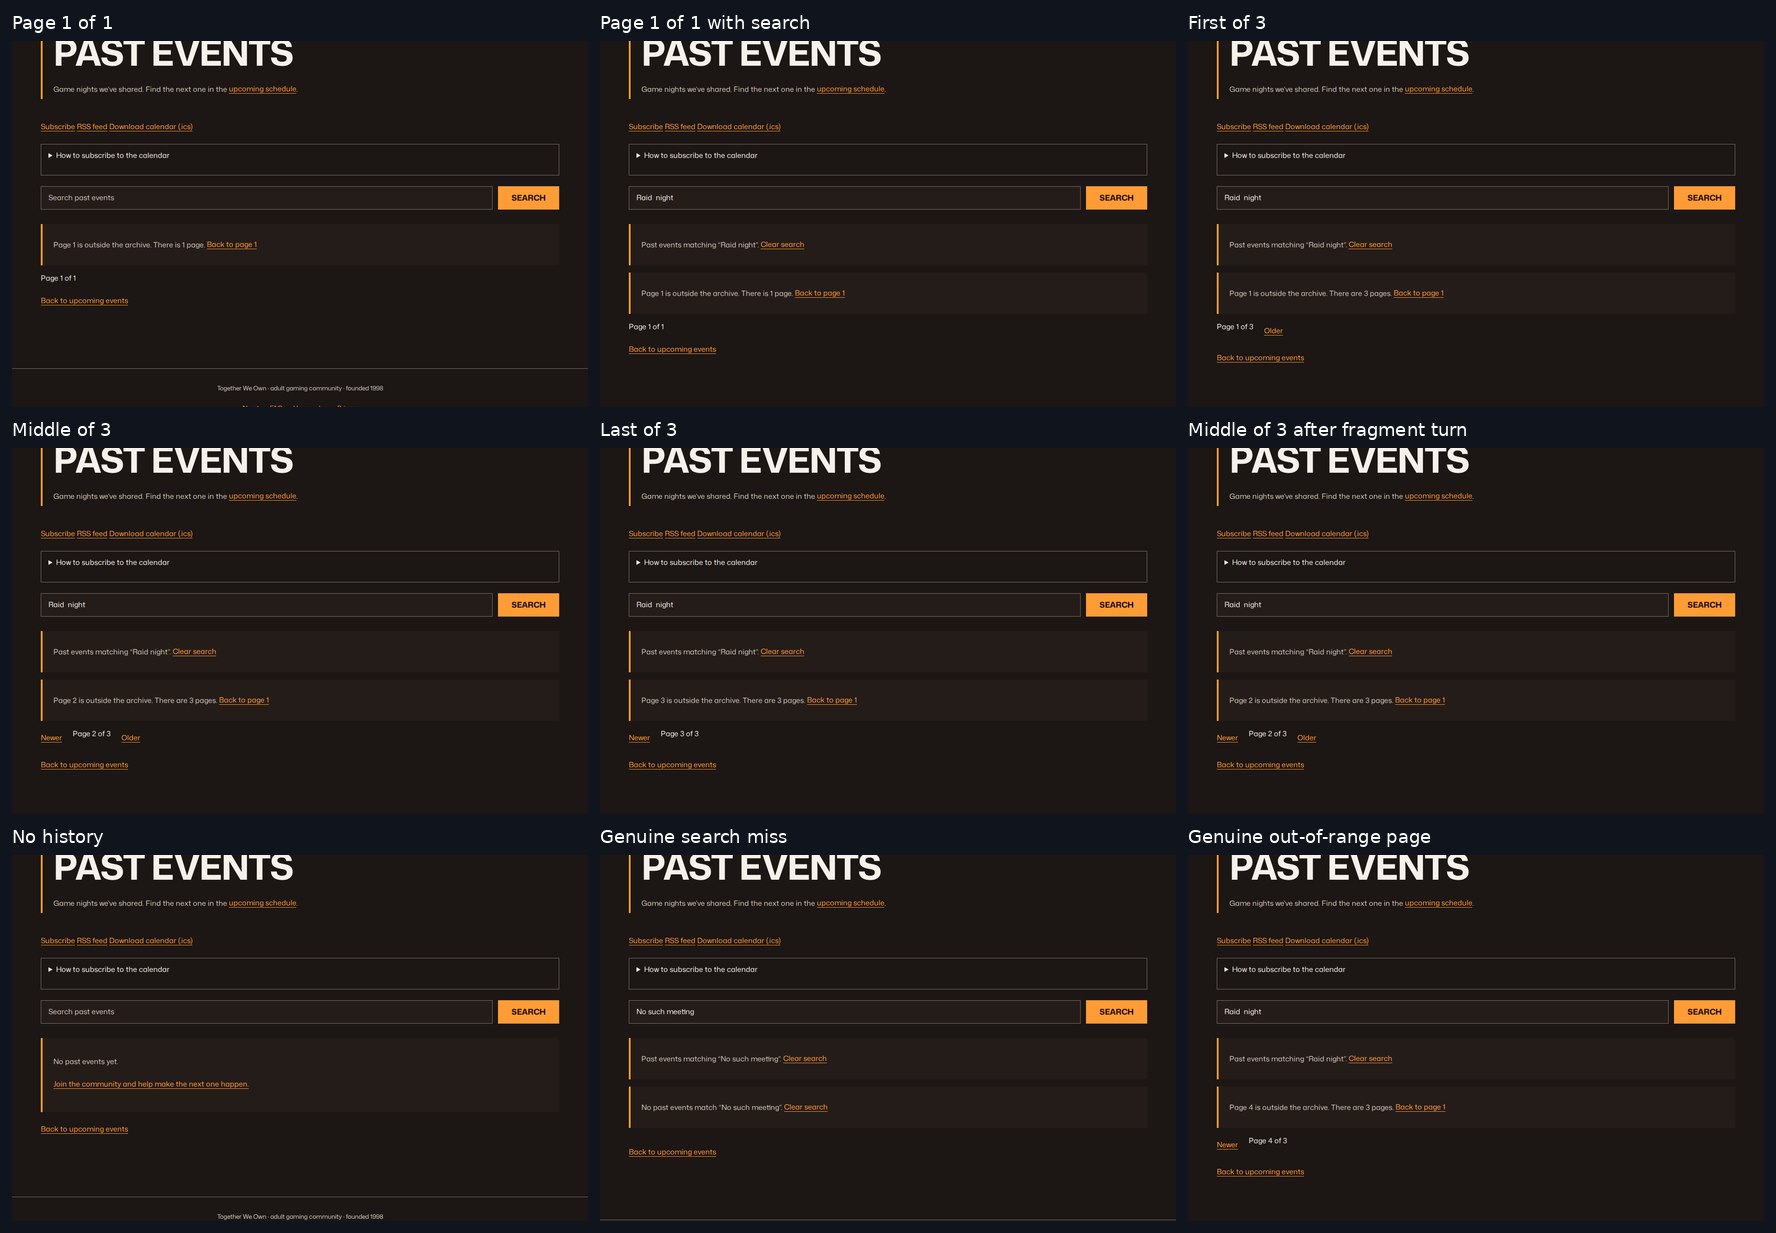 Page 1 of 1
PAST EVENTS
Game nights we've shared. Find the next one in the upcoming schedule.
Subscribe RSS feed Download calendar (.ics)
▶ How to subscribe to the calendar
Search past events
SEARCH
Page 1 is outside the archive. There is 1 page. Back to page 1
Page 1 of 1
Back to upcoming events
Together We Own · adult gaming community · founded 1998
Page 1 of 1 with search
PAST EVENTS
Game nights we've shared. Find the next one in the upcoming schedule.
Subscribe RSS feed Download calendar (.ics)
▶ How to subscribe to the calendar
Raid  night
SEARCH
Past events matching “Raid night”. Clear search
Page 1 is outside the archive. There is 1 page. Back to page 1
Page 1 of 1
Back to upcoming events
First of 3
PAST EVENTS
Game nights we've shared. Find the next one in the upcoming schedule.
Subscribe RSS feed Download calendar (.ics)
▶ How to subscribe to the calendar
Raid  night
SEARCH
Past events matching “Raid night”. Clear search
Page 1 is outside the archive. There are 3 pages. Back to page 1
Page 1 of 3 Older
Back to upcoming events
Middle of 3
PAST EVENTS
Game nights we've shared. Find the next one in the upcoming schedule.
Subscribe RSS feed Download calendar (.ics)
▶ How to subscribe to the calendar
Raid  night
SEARCH
Past events matching “Raid night”. Clear search
Page 2 is outside the archive. There are 3 pages. Back to page 1
Newer Page 2 of 3 Older
Back to upcoming events
Last of 3
PAST EVENTS
Game nights we've shared. Find the next one in the upcoming schedule.
Subscribe RSS feed Download calendar (.ics)
▶ How to subscribe to the calendar
Raid  night
SEARCH
Past events matching “Raid night”. Clear search
Page 3 is outside the archive. There are 3 pages. Back to page 1
Newer Page 3 of 3
Back to upcoming events
Middle of 3 after fragment turn
PAST EVENTS
Game nights we've shared. Find the next one in the upcoming schedule.
Subscribe RSS feed Download calendar (.ics)
▶ How to subscribe to the calendar
Raid  night
SEARCH
Past events matching “Raid night”. Clear search
Page 2 is outside the archive. There are 3 pages. Back to page 1
Newer Page 2 of 3 Older
Back to upcoming events
No history
PAST EVENTS
Game nights we've shared. Find the next one in the upcoming schedule.
Subscribe RSS feed Download calendar (.ics)
▶ How to subscribe to the calendar
Search past events
SEARCH
No past events yet.
Join the community and help make the next one happen.
Back to upcoming events
Together We Own · adult gaming community · founded 1998
Genuine search miss
PAST EVENTS
Game nights we've shared. Find the next one in the upcoming schedule.
Subscribe RSS feed Download calendar (.ics)
▶ How to subscribe to the calendar
No such meeting
SEARCH
Past events matching “No such meeting”. Clear search
No past events match “No such meeting”. Clear search
Back to upcoming events
Genuine out-of-range page
PAST EVENTS
Game nights we've shared. Find the next one in the upcoming schedule.
Subscribe RSS feed Download calendar (.ics)
▶ How to subscribe to the calendar
Raid  night
SEARCH
Past events matching “Raid night”. Clear search
Page 4 is outside the archive. There are 3 pages. Back to page 1
Newer Page 4 of 3
Back to upcoming events